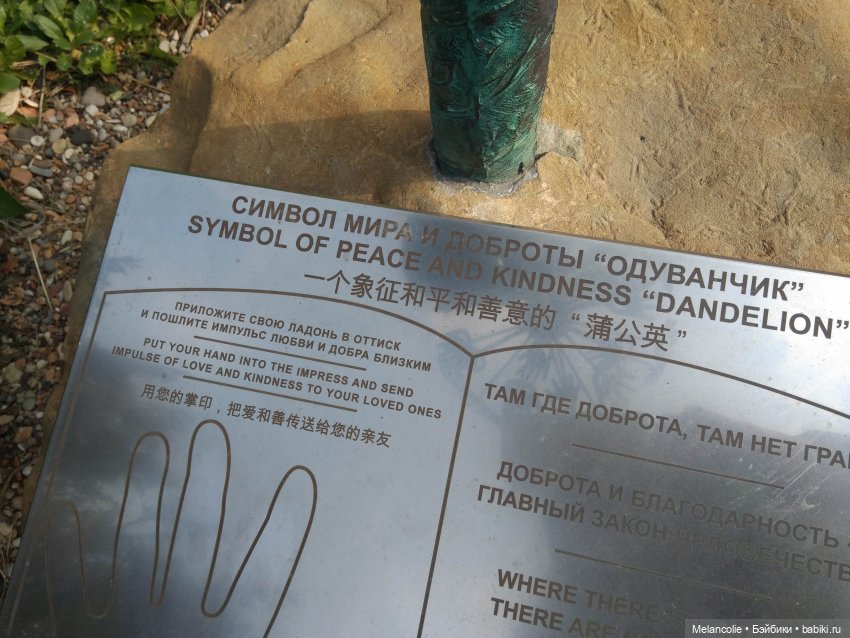 СИМВОЛ МИРА И ДОБРОТЫ “ОДУВАНЧИК”
SYMBOL OF PEACE AND KINDNESS “DANDELION”
一个象征和平和善意的 “蒲公英”
ПРИЛОЖИТЕ СВОЮ ЛАДОНЬ В ОТТИСК
И ПОШЛИТЕ ИМПУЛЬС ЛЮБВИ И ДОБРА БЛИЗКИМ
PUT YOUR HAND INTO THE IMPRESS AND SEND
IMPULSE OF LOVE AND KINDNESS TO YOUR LOVED ONES
用您的掌印，把爱和善传送给您的亲友
ТАМ ГДЕ ДОБРОТА, ТАМ НЕТ
ДОБРОТА И БЛАГОДАРНОСТЬ
ГЛАВНЫЙ ЗАКОН
WHERE THERE
THERE ARE
Melancolie • Бэйбики • babiki.ru